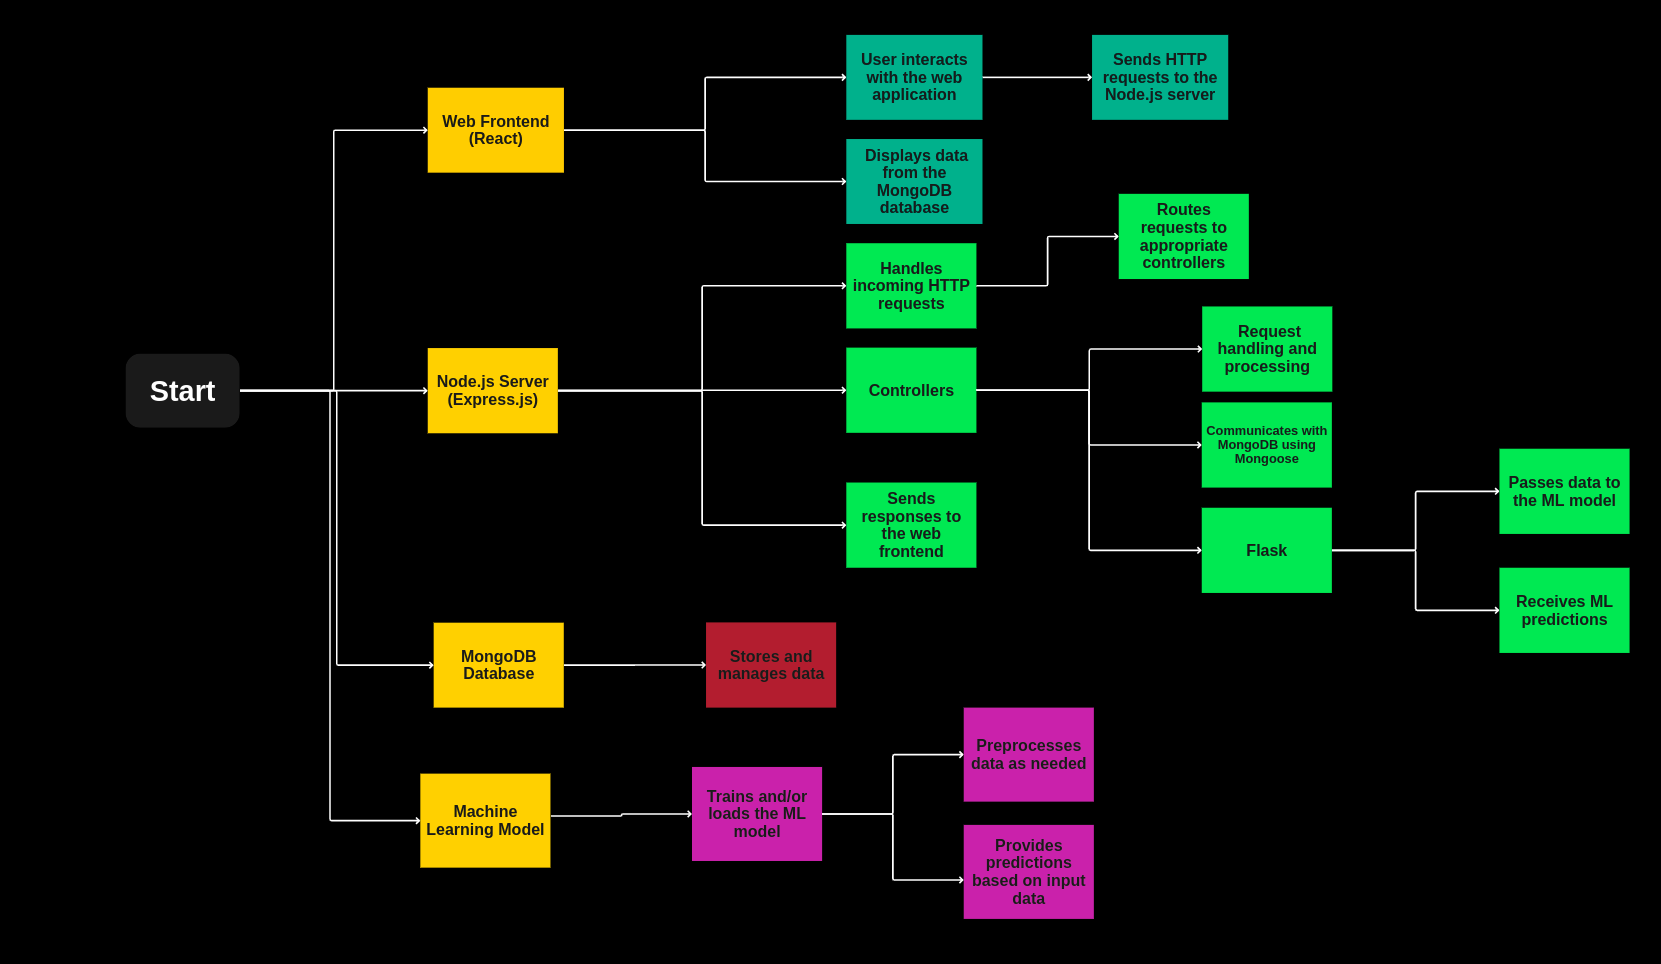 Start
Web Frontend
(React)
User interacts
with the web
application
Sends HTTP
requests to the
Node.js server
Displays data
from the
MongoDB
database
Node.js Server
(Express.js)
Handles
incoming HTTP
requests
Routes
requests to
appropriate
controllers
Controllers
Request
handling and
processing
Communicates with
MongoDB using
Mongoose
Flask
Passes data to
the ML model
Receives ML
predictions
Sends
responses to
the web
frontend
MongoDB
Database
Stores and
manages data
Machine
Learning Model
Trains and/or
loads the ML
model
Preprocesses
data as needed
Provides
predictions
based on input
data